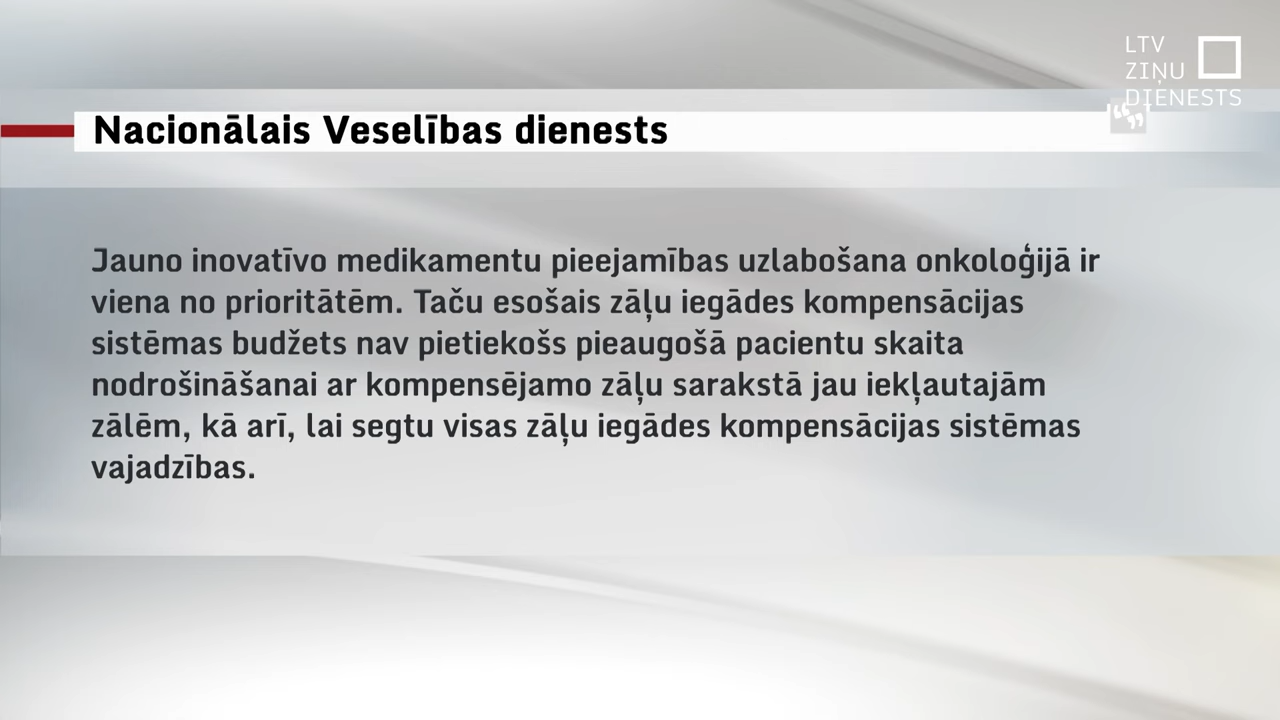 LTV
ZIŅU
DIENESTS
Nacionālais Veselības dienests
Jauno inovatīvo medikamentu pieejamības uzlabošana onkoloģijā ir
viena no prioritātēm. Taču esošais zāļu iegādes kompensācijas
sistēmas budžets nav pietiekošs pieaugošā pacientu skaita
nodrošināšanai ar kompensējamo zāļu sarakstā jau iekļautajām
zālēm, kā arī, lai segtu visas zāļu iegādes kompensācijas sistēmas
vajadzības.